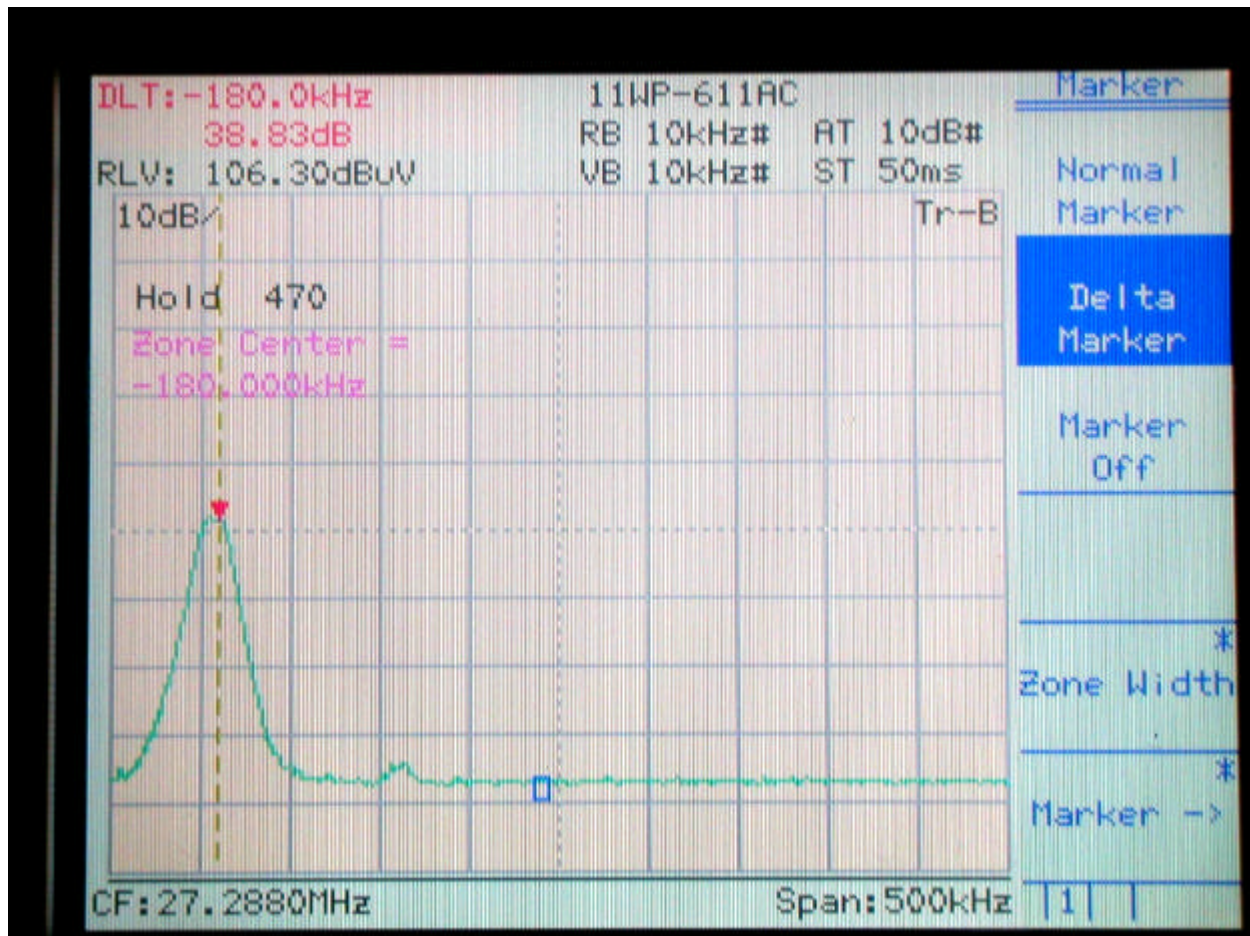 DLT:-180.0kHz 11WP-611AC Marker
38.83dB RB 10kHz# AT 10dB#
RLV: 106.30dBuV VB 10kHz# ST 50ms
Normal
Marker
10dB/ Tr-B
Delta
Marker
Hold 470
Zone Center =
-180.000kHz
Marker
Off
*
Zone Width
*
Marker ->
CF:27.2880MHz Span:500kHz |1| |